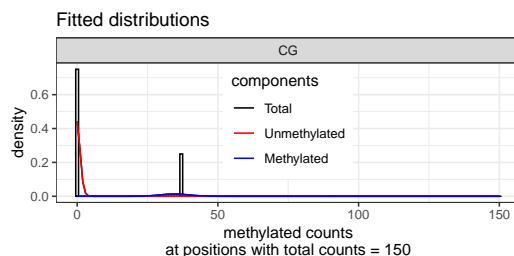 Fitted distributions
CG
components
Total
Unmethylated
Methylated
density
0.6
0.4
0.2
0.0
0
50
100
150
methylated counts
at positions with total counts = 150